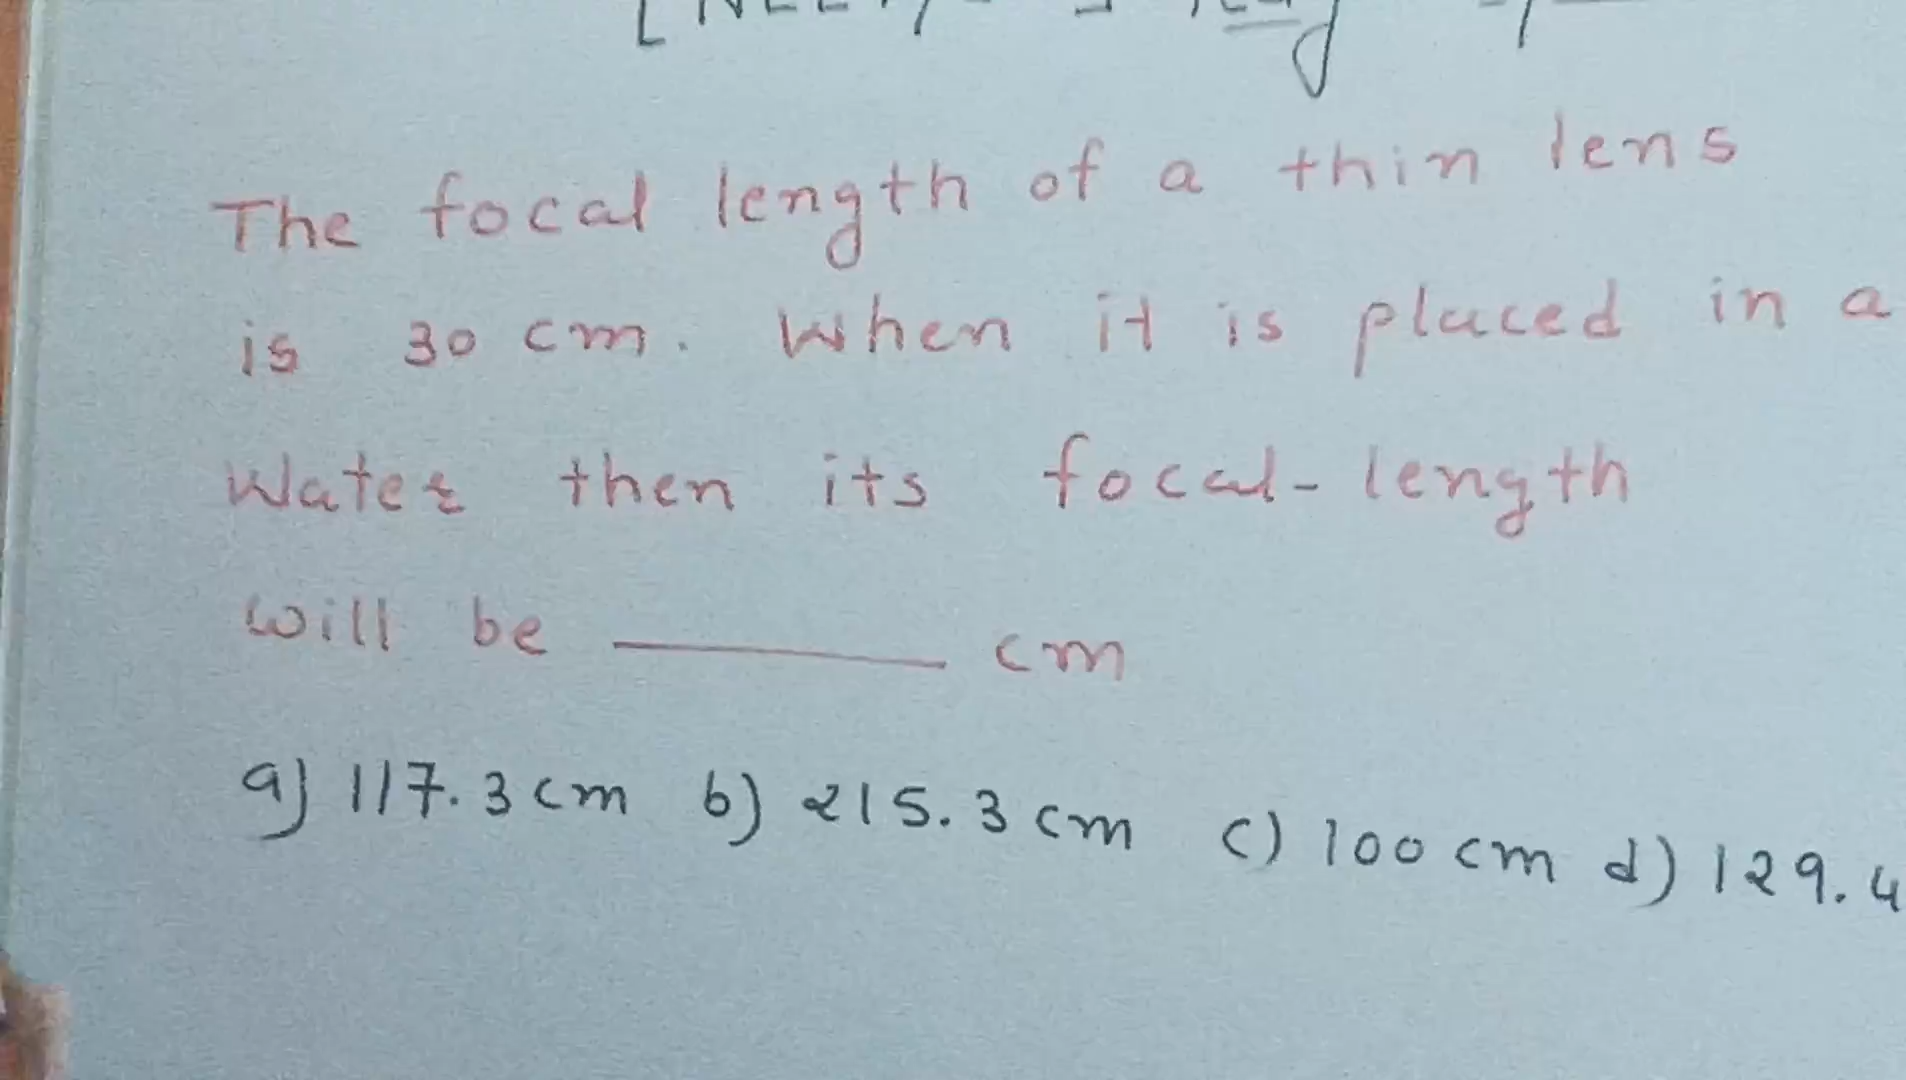 The focal length of a thin lens
is 30 cm. When it is placed in a
Water then its focal-length
will be ______ cm
a) 117.3 cm b) 215.3 cm c) 100 cm d) 129.4